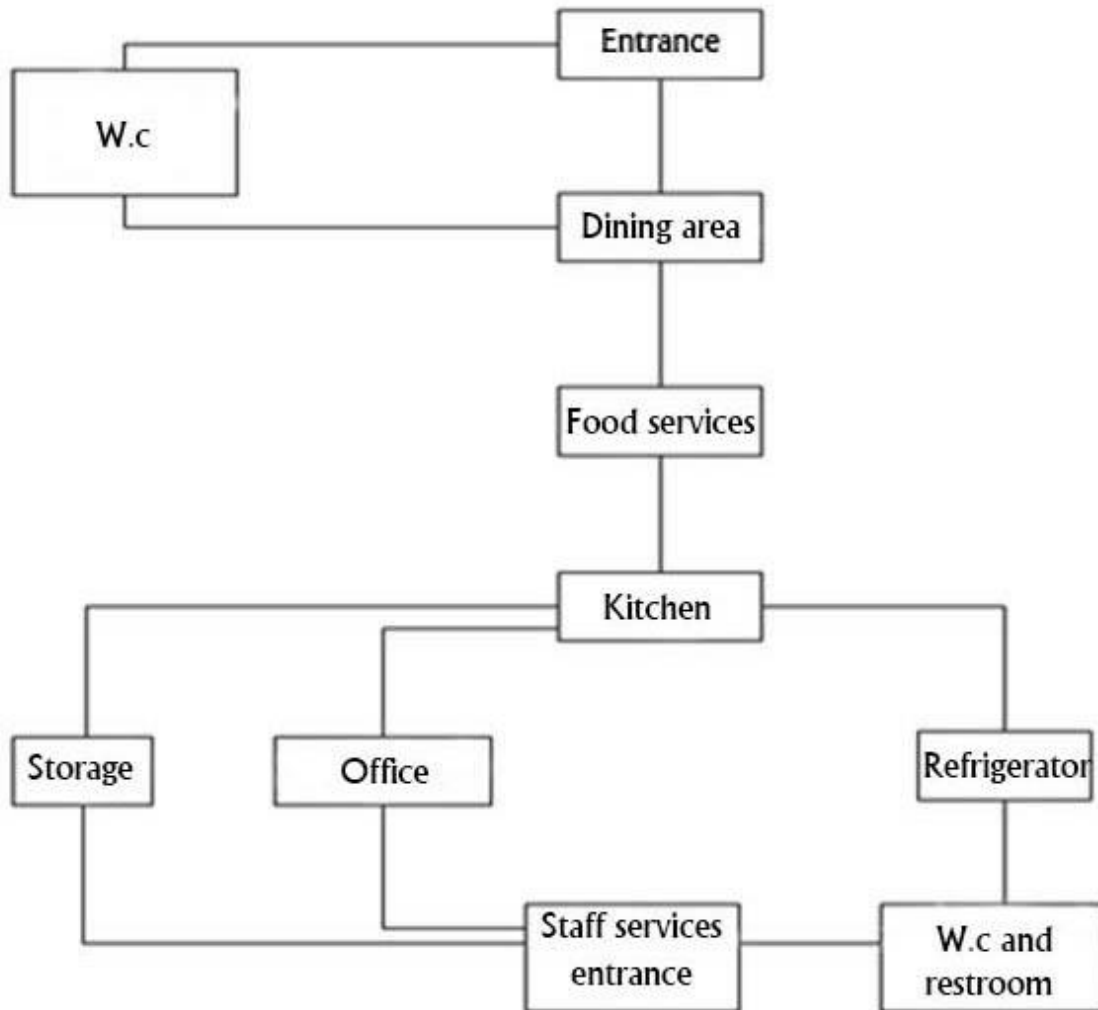 Entrance
W.c
Dining area
Food services
Kitchen
Storage
Office
Refrigerator
Staff services
entrance
W.c and
restroom